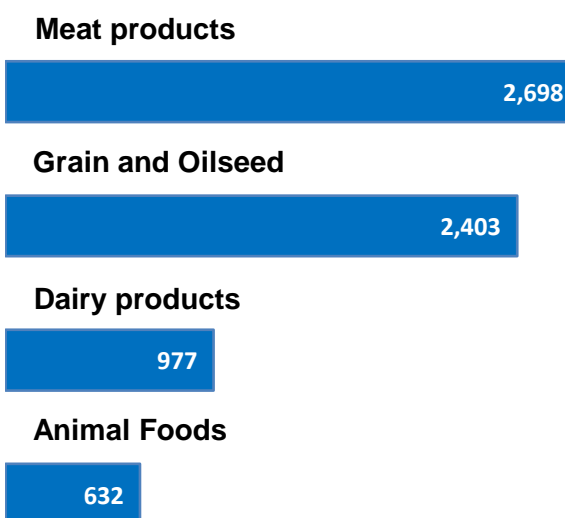 Meat products
2,698
Grain and Oilseed
2,403
Dairy products
977
Animal Foods
632